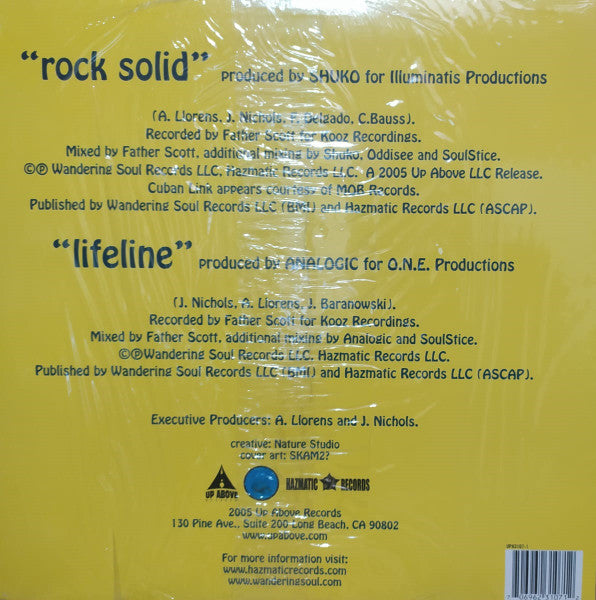 “rock solid” produced by SHUKO for Illuminatis Productions
(A. Llorens, J. Nichols, F. Delgado, C.Bauss).
Recorded by Father Scott for Kooz Recordings.
Mixed by Father Scott, additional mixing by Shuko, Oddisee and SoulStice.
©℗ Wandering Soul Records LLC, Hazmatic Records LLC. A 2005 Up Above LLC Release.
Cuban Link appears courtesy of MOB Records.
Published by Wandering Soul Records LLC (BMI) and Hazmatic Records LLC (ASCAP).
“lifeline” produced by ANALOGIC for O.N.E. Productions
(J. Nichols, A. Llorens, J. Baranowski).
Recorded by Father Scott for Kooz Recordings.
Mixed by Father Scott, additional mixing by Analogic and SoulStice.
©℗Wandering Soul Records LLC. Hazmatic Records LLC.
Published by Wandering Soul Records LLC (BMI) and Hazmatic Records LLC (ASCAP).
Executive Producers: A. Llorens and J. Nichols.
creative: Nature Studio
cover art: SKAM2?
UP ABOVE
HAZMATIC RECORDS
2005 Up Above Records
130 Pine Ave., Suite 200 Long Beach, CA 90802
www.upabove.com
For more information visit:
www.hazmaticrecords.com
www.wanderingsoul.com